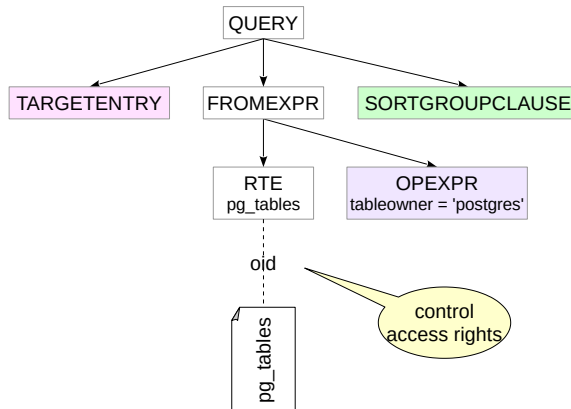 QUERY
TARGETENTRY
FROMEXPR
SORTGROUPCLAUSE
RTE
pg_tables
OPEXPR
tableowner = 'postgres'
oid
control
access rights
pg_tables